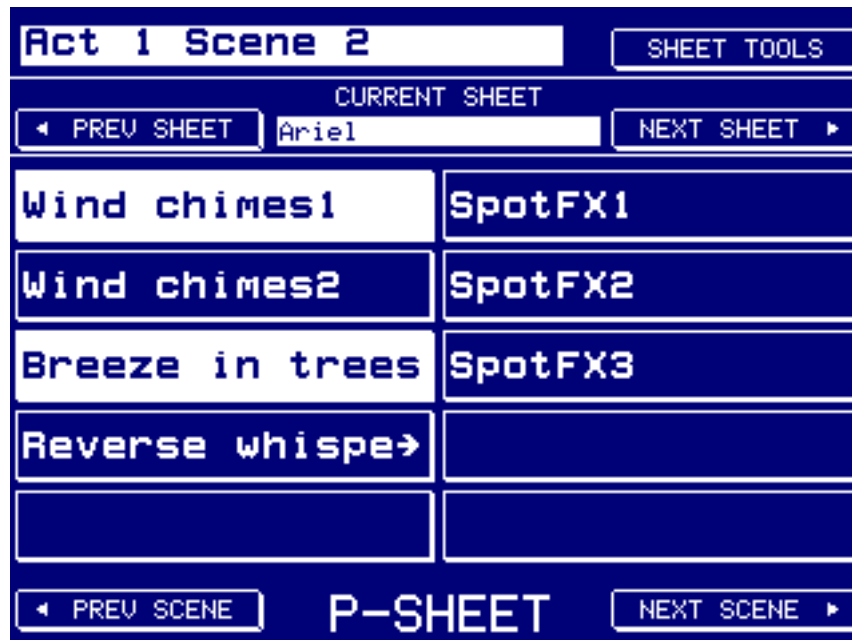 Act 1 Scene 2
SHEET TOOLS
CURRENT SHEET
◄ PREV SHEET
Ariel
NEXT SHEET ►
Wind chimes1
SpotFX1
Wind chimes2
SpotFX2
Breeze in trees
SpotFX3
Reverse whispe→
◄ PREV SCENE
P-SHEET
NEXT SCENE ►